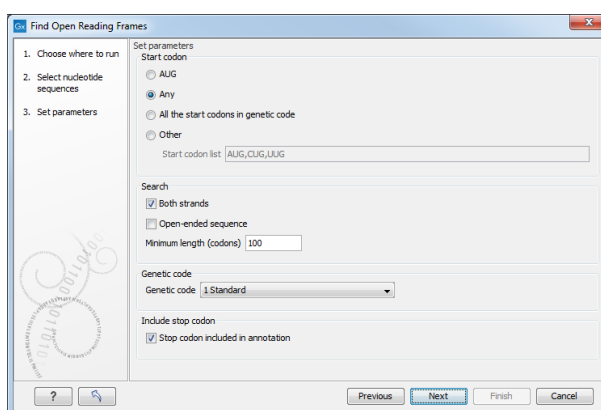 Gx Find Open Reading Frames
1. Choose where to run
2. Select nucleotide
sequences
3. Set parameters
Set parameters
Start codon
AUG
Any
All the start codons in genetic code
Other
Start codon list AUG,CUG,UUG
Search
Both strands
Open-ended sequence
Minimum length (codons) 100
Genetic code
Genetic code 1 Standard
Include stop codon
Stop codon included in annotation
? Previous Next Finish Cancel